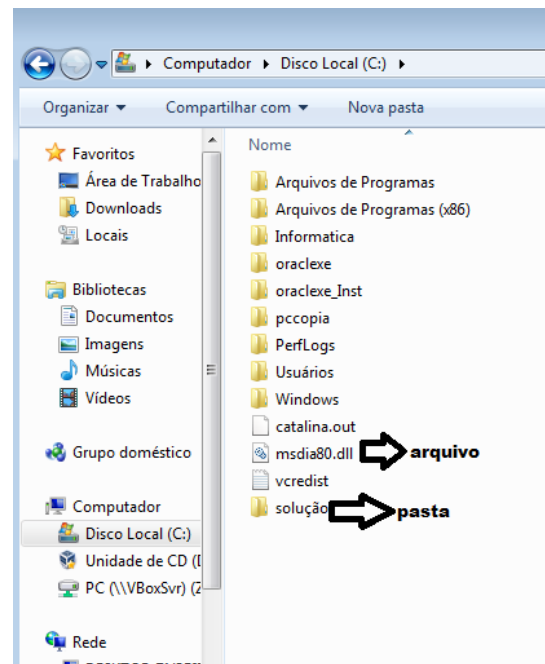 Computador ▸ Disco Local (C:) ▸
Organizar Compartilhar com Nova pasta
Favoritos
Área de Trabalho
Downloads
Locais
Bibliotecas
Documentos
Imagens
Músicas
Vídeos
Grupo doméstico
Computador
Disco Local (C:)
Unidade de CD (
PC (\\VBoxSvr) (
Rede
Nome
Arquivos de Programas
Arquivos de Programas (x86)
Informatica
oraclexe
oraclexe_Inst
pccopia
PerfLogs
Usuários
Windows
catalina.out
msdia80.dll arquivo
vcredist
solução pasta